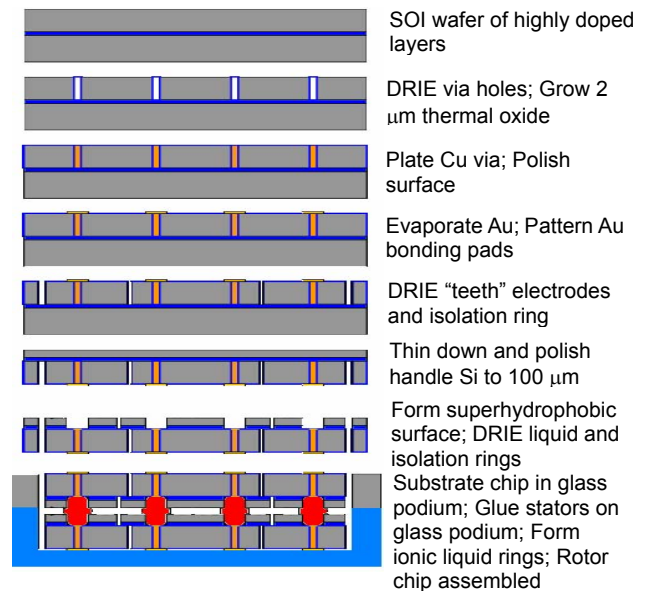 SOI wafer of highly doped
layers
DRIE via holes; Grow 2
μm thermal oxide
Plate Cu via; Polish
surface
Evaporate Au; Pattern Au
bonding pads
DRIE “teeth” electrodes
and isolation ring
Thin down and polish
handle Si to 100 μm
Form superhydrophobic
surface; DRIE liquid and
isolation rings
Substrate chip in glass
podium; Glue stators on
glass podium; Form
ionic liquid rings; Rotor
chip assembled